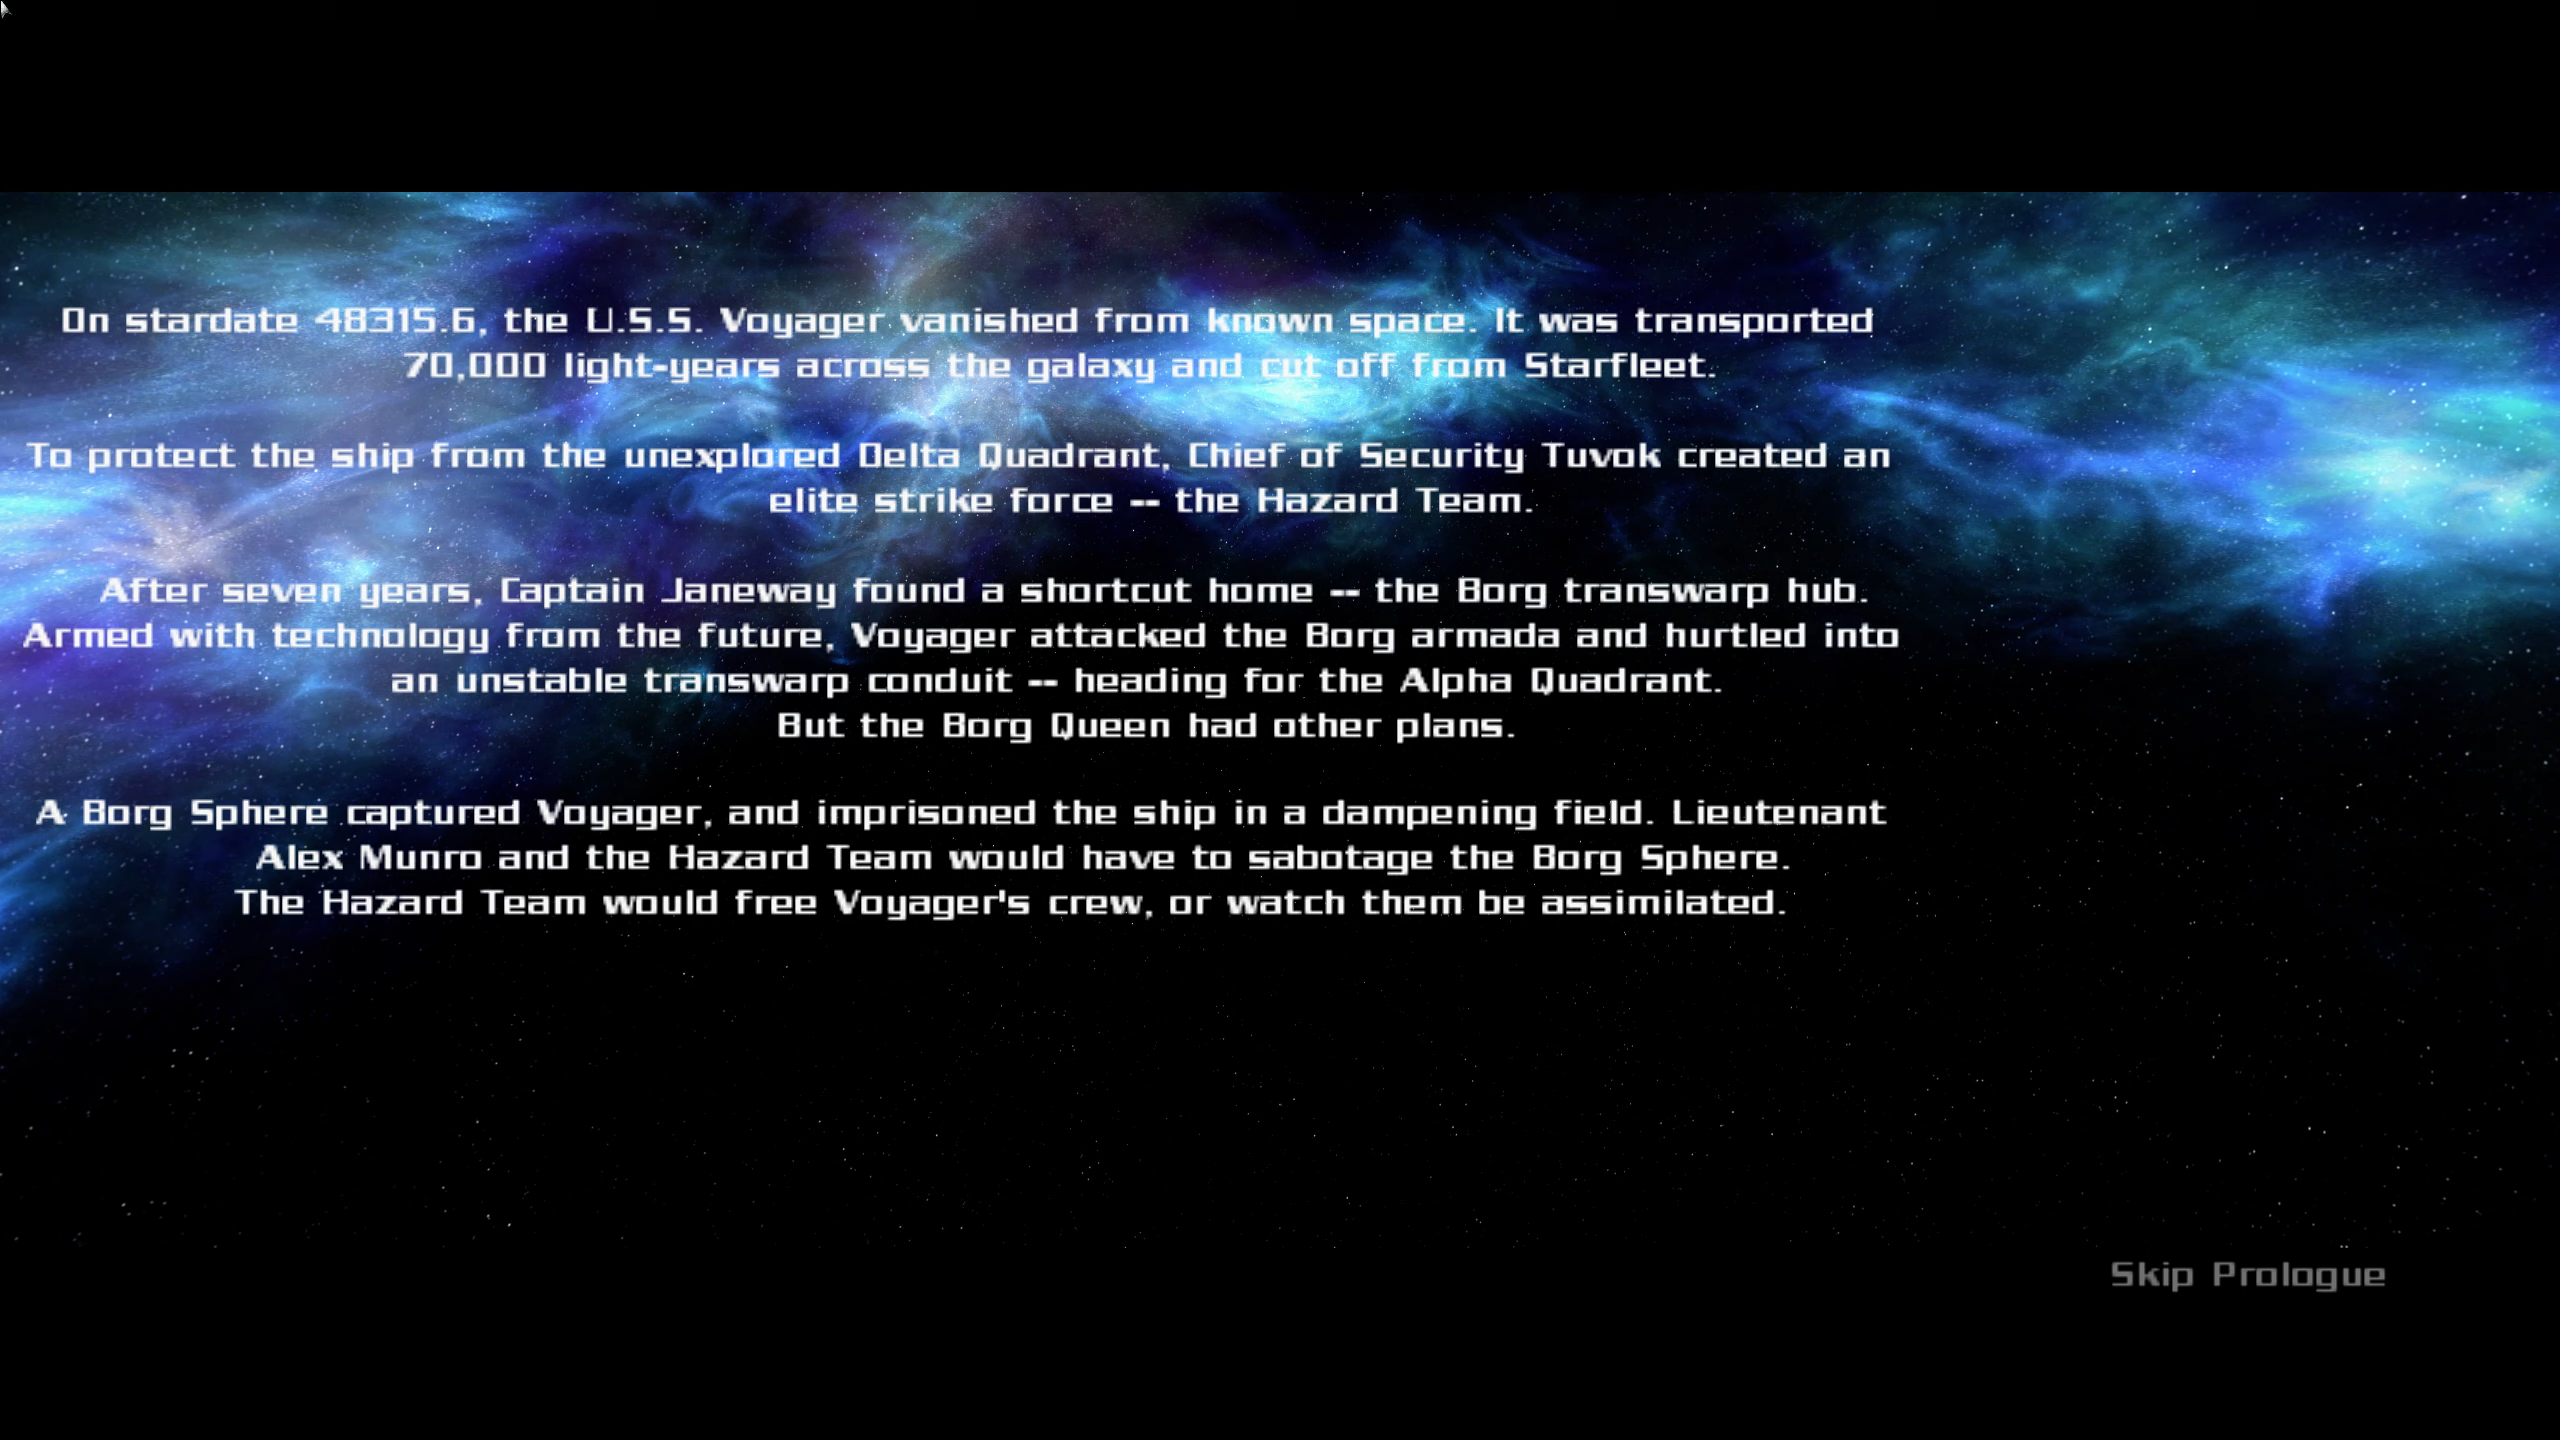 On stardate 48315.6, the U.S.S. Voyager vanished from known space. It was transported
70,000 light-years across the galaxy and cut off from Starfleet.
To protect the ship from the unexplored Delta Quadrant, Chief of Security Tuvok created an
elite strike force -- the Hazard Team.
After seven years, Captain Janeway found a shortcut home -- the Borg transwarp hub.
Armed with technology from the future, Voyager attacked the Borg armada and hurtled into
an unstable transwarp conduit -- heading for the Alpha Quadrant.
But the Borg Queen had other plans.
A Borg Sphere captured Voyager, and imprisoned the ship in a dampening field. Lieutenant
Alex Munro and the Hazard Team would have to sabotage the Borg Sphere.
The Hazard Team would free Voyager's crew, or watch them be assimilated.
Skip Prologue